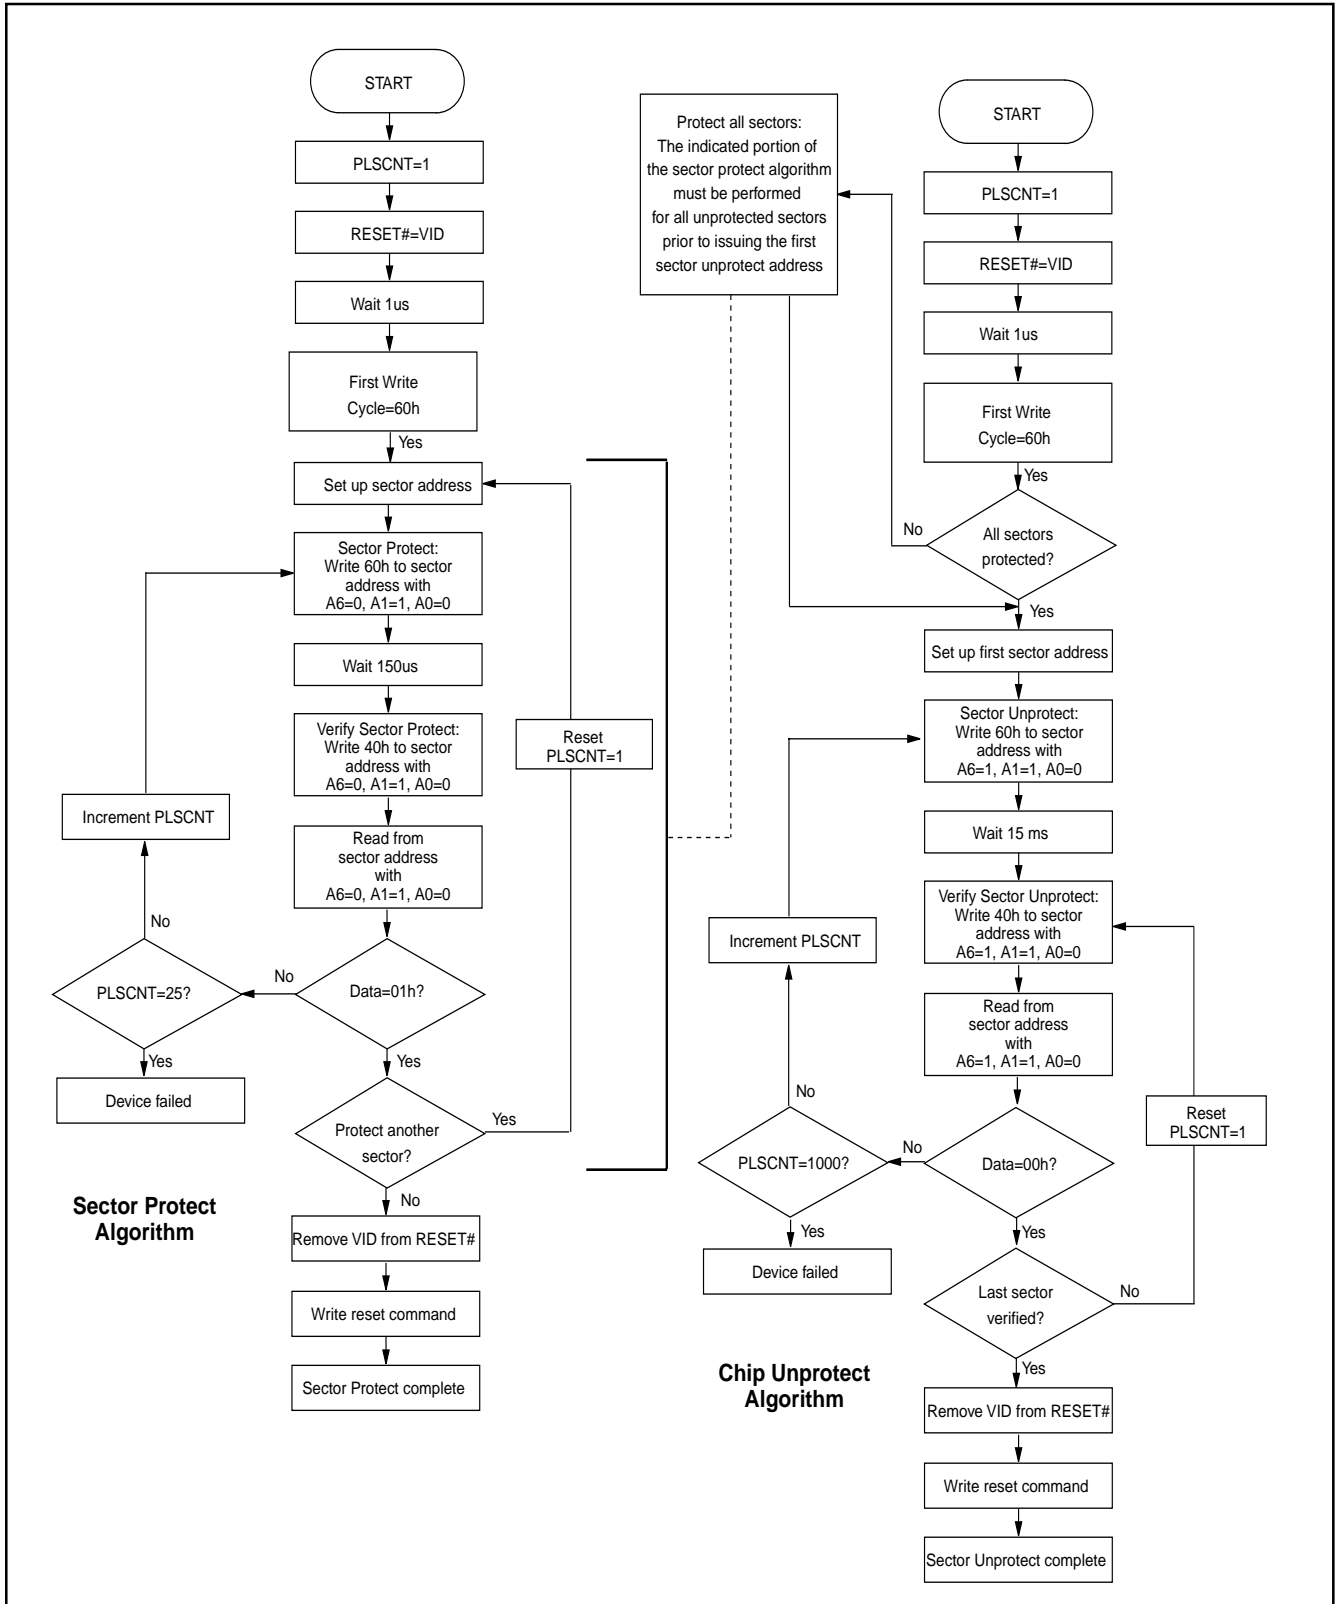 START
PLSCNT=1
RESET#=VID
Wait 1us
First Write
Cycle=60h
Yes
Set up sector address
Sector Protect:
Write 60h to sector
address with
A6=0, A1=1, A0=0
Wait 150us
Verify Sector Protect:
Write 40h to sector
address with
A6=0, A1=1, A0=0
Read from
sector address
with
A6=0, A1=1, A0=0
Data=01h?
No
PLSCNT=25?
No
Increment PLSCNT
Yes
Device failed
Yes
Protect another
sector?
Yes
Reset
PLSCNT=1
No
Remove VID from RESET#
Write reset command
Sector Protect complete
Sector Protect
Algorithm
Protect all sectors:
The indicated portion of
the sector protect algorithm
must be performed
for all unprotected sectors
prior to issuing the first
sector unprotect address
START
PLSCNT=1
RESET#=VID
Wait 1us
First Write
Cycle=60h
Yes
All sectors
protected?
No
Yes
Set up first sector address
Sector Unprotect:
Write 60h to sector
address with
A6=1, A1=1, A0=0
Wait 15 ms
Verify Sector Unprotect:
Write 40h to sector
address with
A6=1, A1=1, A0=0
Read from
sector address
with
A6=1, A1=1, A0=0
Data=00h?
No
PLSCNT=1000?
No
Increment PLSCNT
Yes
Device failed
Yes
Last sector
verified?
No
Reset
PLSCNT=1
Yes
Remove VID from RESET#
Write reset command
Sector Unprotect complete
Chip Unprotect
Algorithm